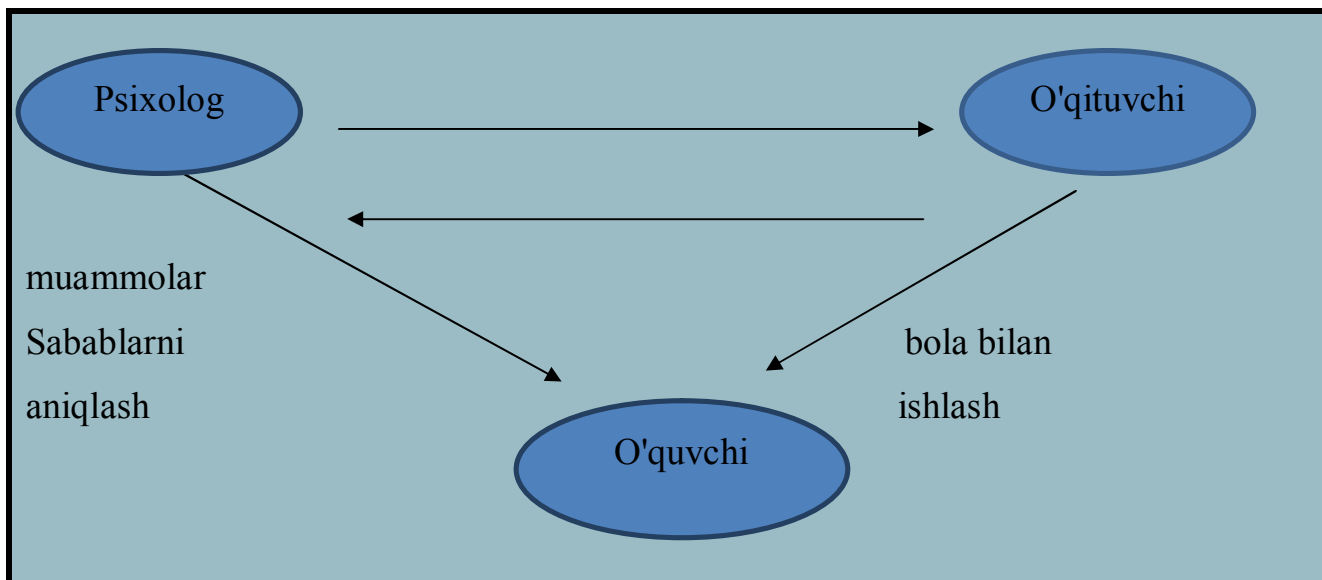 Psixolog
O'qituvchi
muammolar
Sabablarni
aniqlash
bola bilan
ishlash
O'quvchi